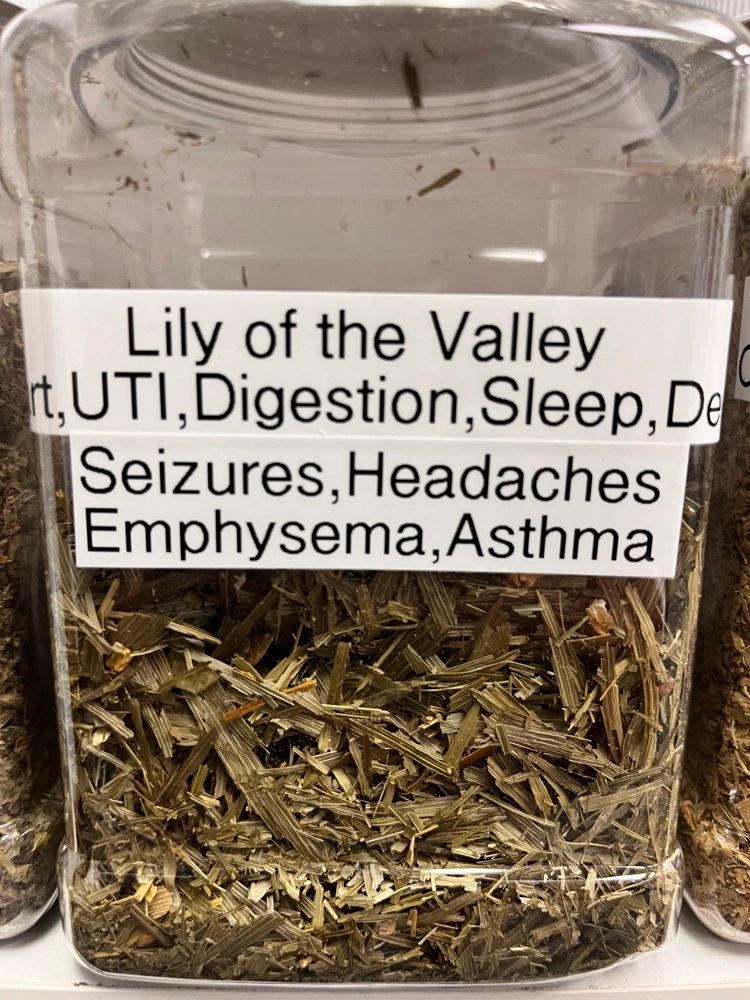 Lily of the Valley
rt,UTI,Digestion,Sleep,De
Seizures,Headaches
Emphysema,Asthma